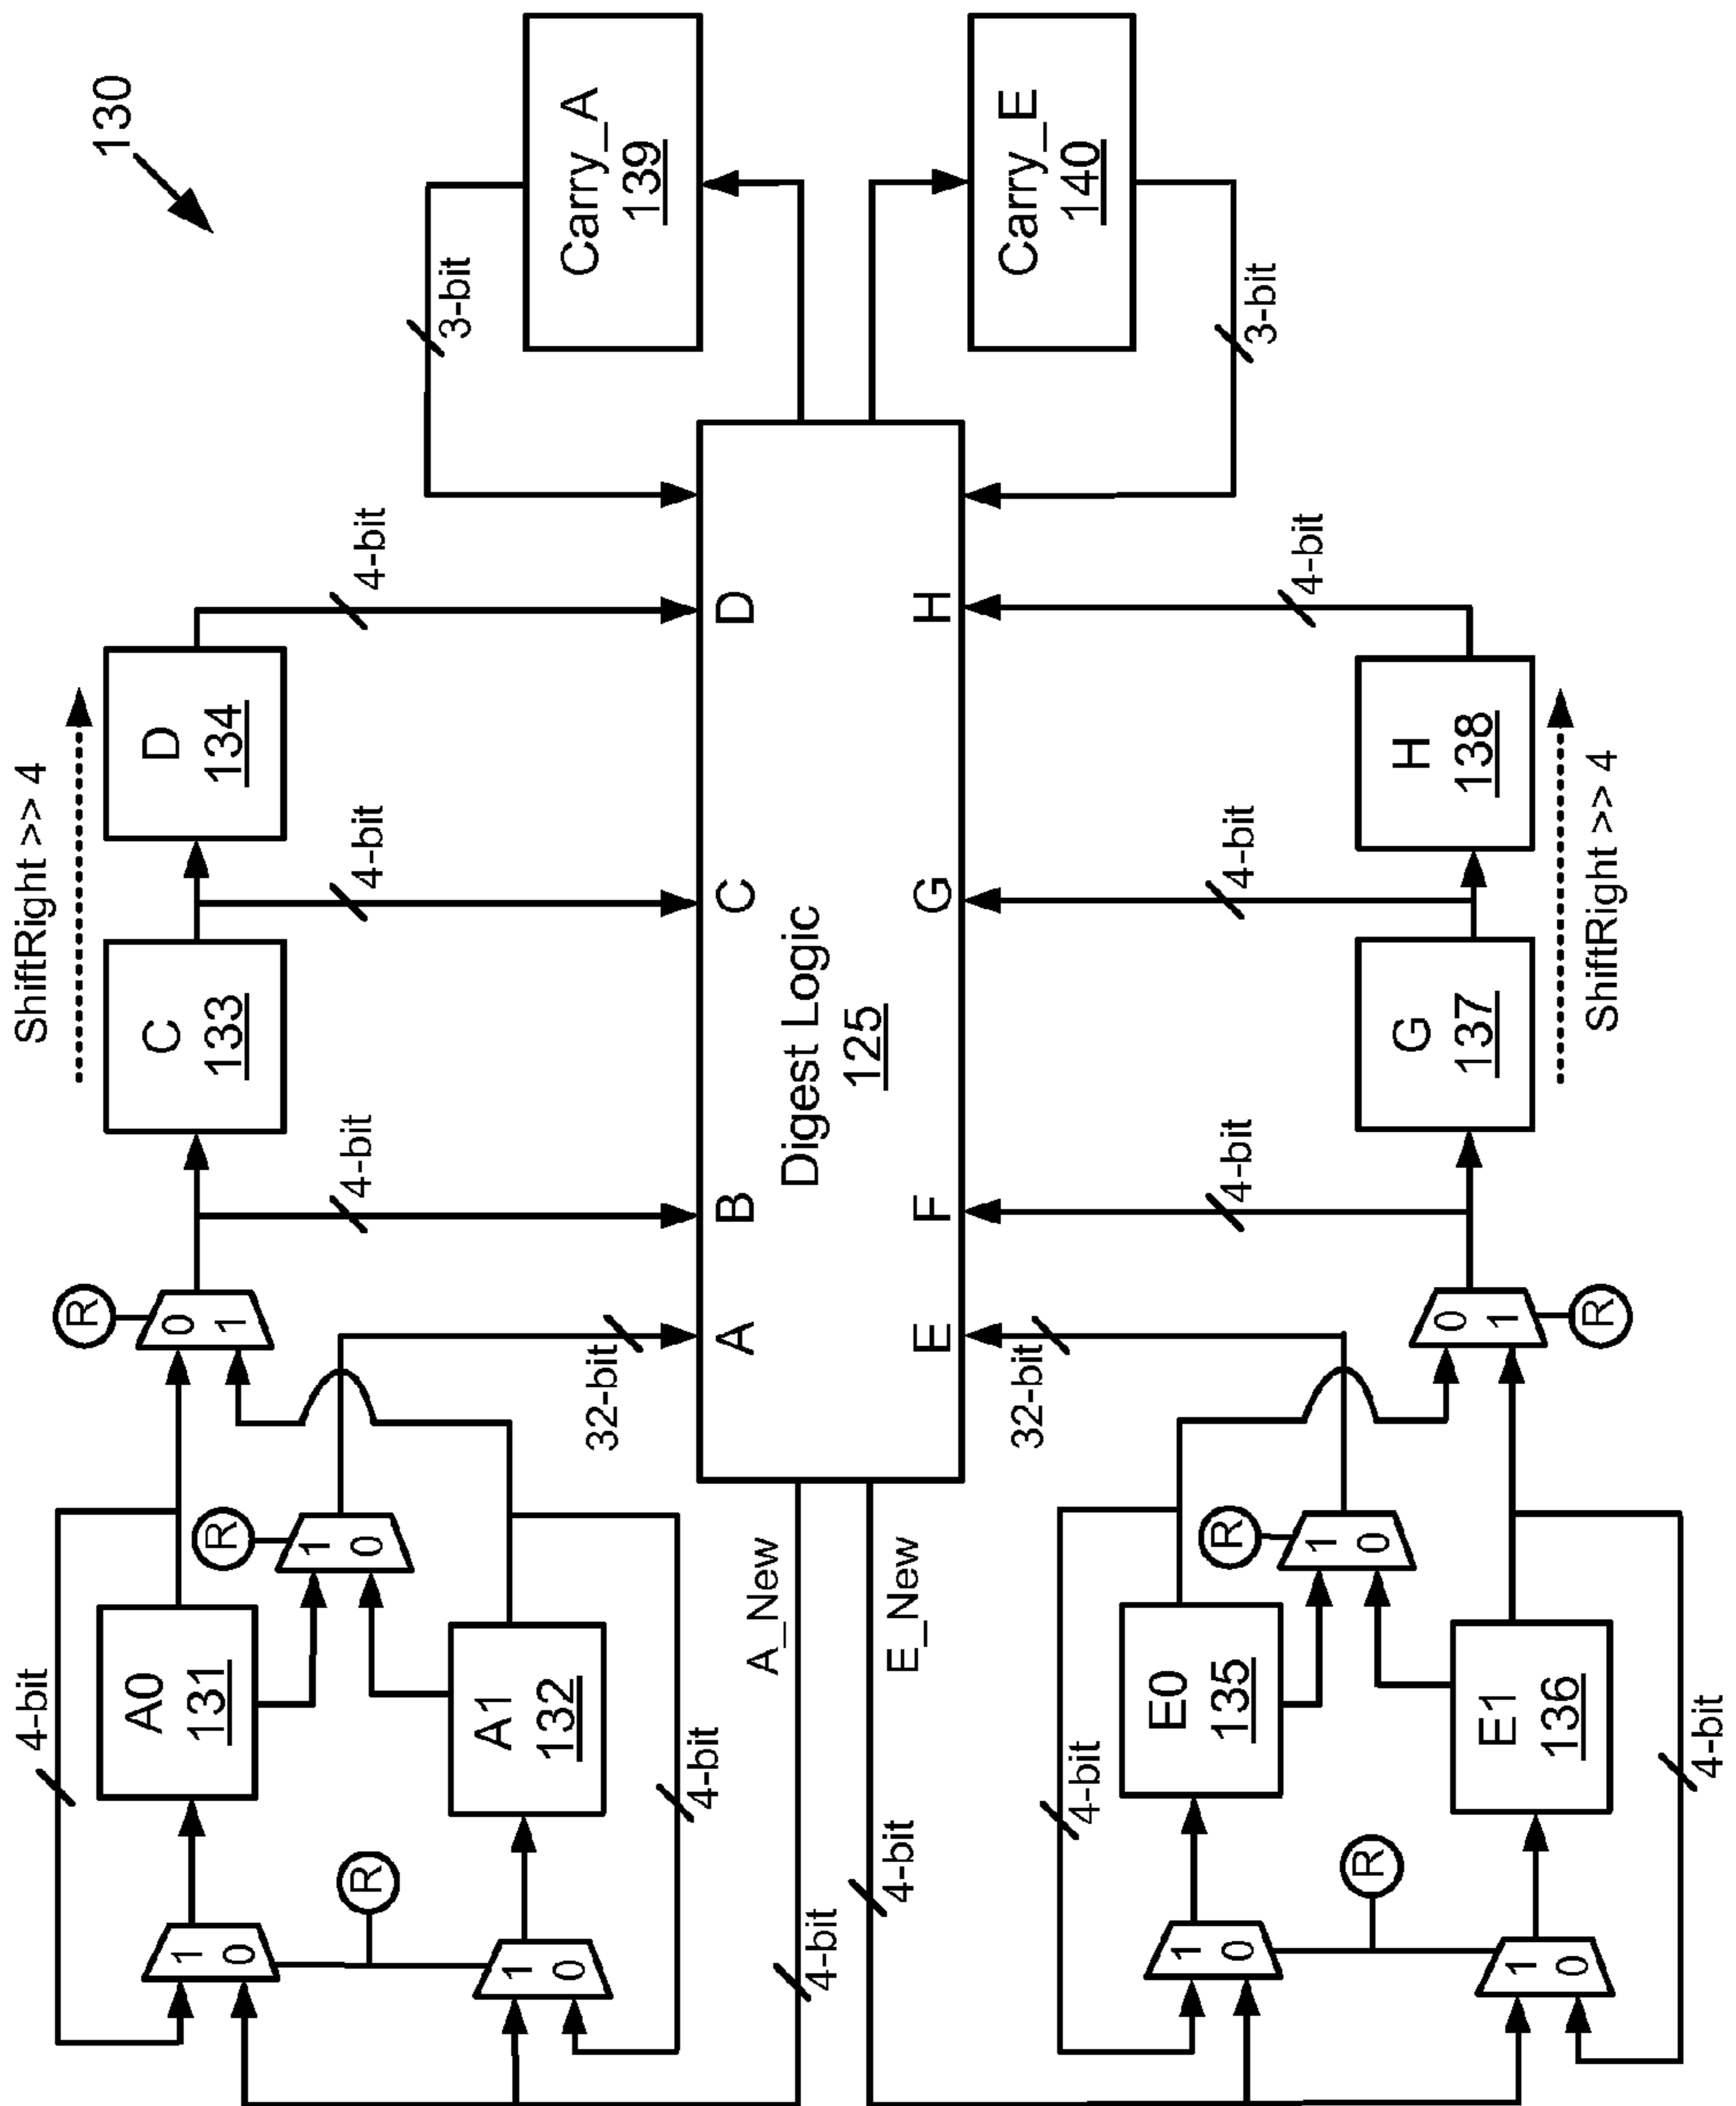 130
ShiftRight >> 4
4-bit
A0
131
R
1
0
R
A1
132
1
0
4-bit
R
1
0
R
0
1
32-bit
4-bit
C
133
4-bit
D
134
4-bit
3-bit
Carry_A
139
A_New
4-bit
E_New
4-bit
A
B
C
D
Digest Logic
125
E
F
G
H
Carry_E
140
3-bit
4-bit
E0
135
R
1
0
R
E1
136
1
0
4-bit
R
1
0
32-bit
0
1
R
4-bit
G
137
4-bit
H
138
4-bit
ShiftRight >> 4